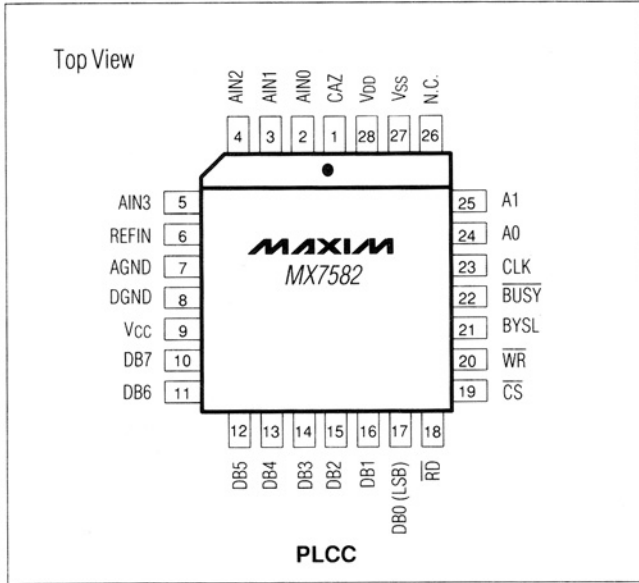 Top View
AIN2 AIN1 AIN0 CAZ VDD VSS N.C.
4 3 2 1 28 27 26
AIN3 5
REFIN 6
AGND 7
DGND 8
VCC 9
DB7 10
DB6 11
MAXIM
MX7582
25 A1
24 A0
23 CLK
22 BUSY
21 BYSL
20 WR
19 CS
12 13 14 15 16 17 18
DB5 DB4 DB3 DB2 DB1 DB0 (LSB) RD
PLCC